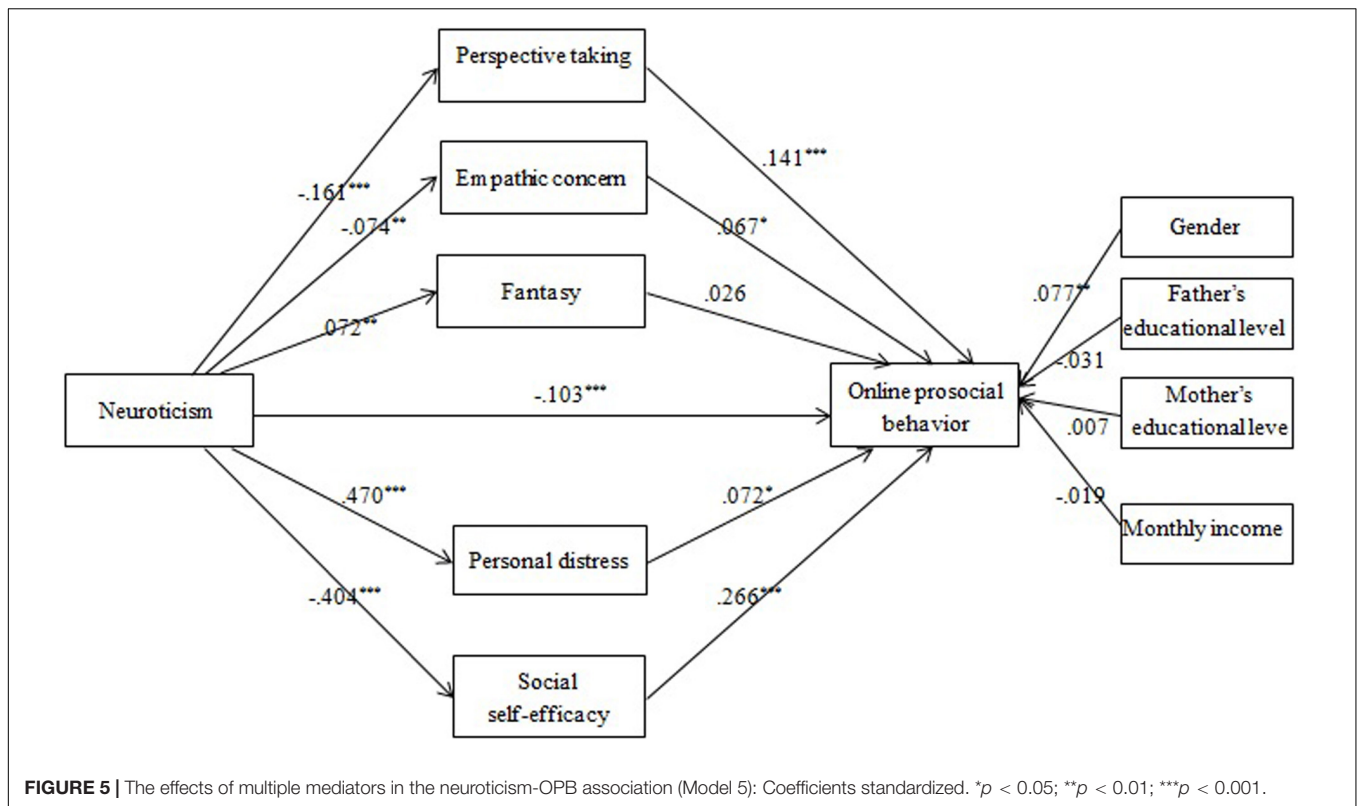 Perspective taking
-.161***
.141***
Empathic concern
-.074**
.067*
Gender
Fantasy
.072**
.026
.077**
Father's
educational level
-.031
Neuroticism
-.103***
Online prosocial
behavior
Mother's
educational leve
.007
.470***
.072*
-.019
Personal distress
Monthly income
-.404***
.266***
Social
self-efficacy
FIGURE 5 | The effects of multiple mediators in the neuroticism-OPB association (Model 5): Coefficients standardized. *p < 0.05; **p < 0.01; ***p < 0.001.